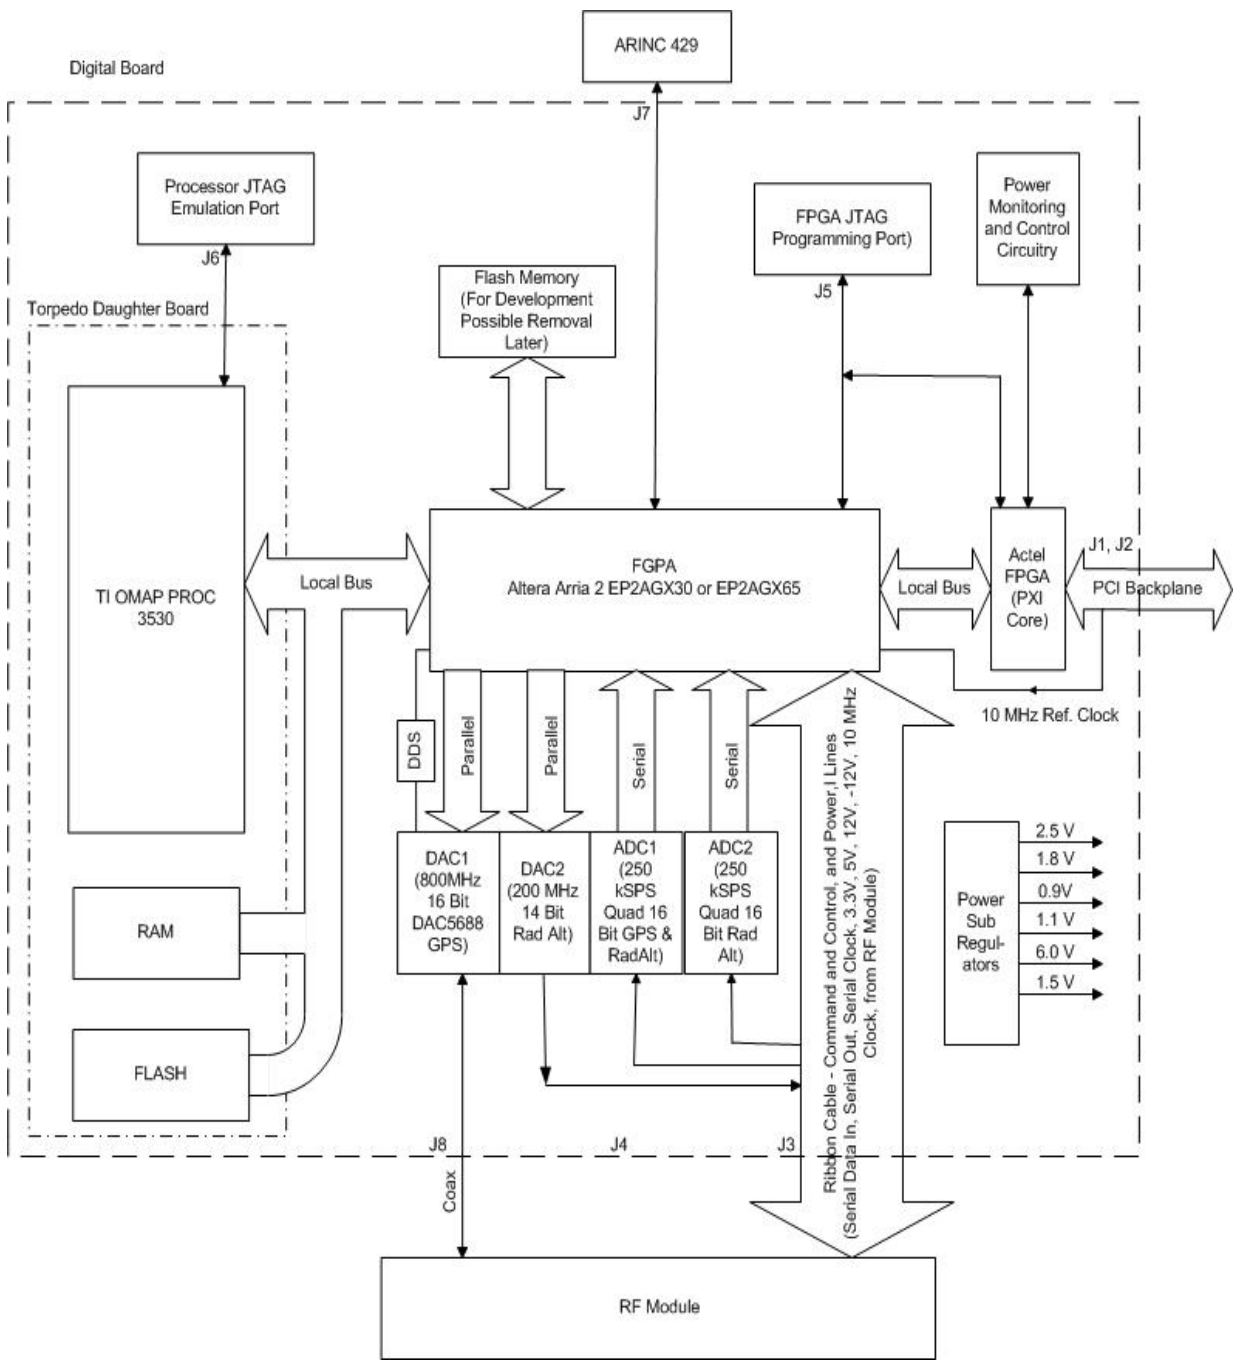 ARINC 429
Digital Board
J7
Processor JTAG
Emulation Port
J6
FPGA JTAG
Programming Port)
J5
Power
Monitoring
and Control
Circuitry
Flash Memory
(For Development
Possible Removal
Later)
Torpedo Daughter Board
TI OMAP PROC
3530
Local Bus
FGPA
Altera Arria 2 EP2AGX30 or EP2AGX65
Local Bus
Actel
FPGA
(PXI
Core)
J1, J2
PCI Backplane
10 MHz Ref. Clock
DDS
Parallel
Parallel
Serial
Serial
DAC1
(800MHz
16 Bit
DAC5688
GPS)
DAC2
(200 MHz
14 Bit
Rad Alt)
ADC1
(250
kSPS
Quad 16
Bit GPS &
RadAlt)
ADC2
(250
kSPS
Quad 16
Bit Rad
Alt)
Ribbon Cable - Command and Control, and Power,I Lines
(Serial Data In, Serial Out, Serial Clock, 3.3V, 5V, 12V, -12V, 10 MHz
Clock, from RF Module)
Power
Sub
Regul-
ators
2.5 V
1.8 V
0.9V
1.1 V
6.0 V
1.5 V
RAM
FLASH
J8
J4
J3
Coax
RF Module